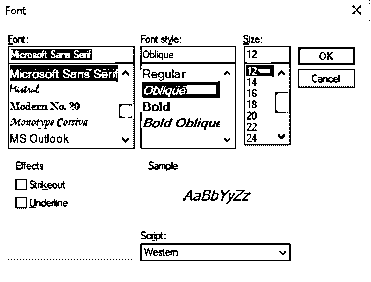 Font
Font: Font style: Size:
Microsoft Sans Serif Oblique 12 OK
Microsoft Sans Serif Regular 12 Cancel
Mistral Oblique 14
Modern No. 20 Bold 16
Monotype Corsiva Bold Oblique 18
MS Outlook 20
22
24
Effects Sample
Strikeout
Underline
AaBbYyZz
Script:
Western